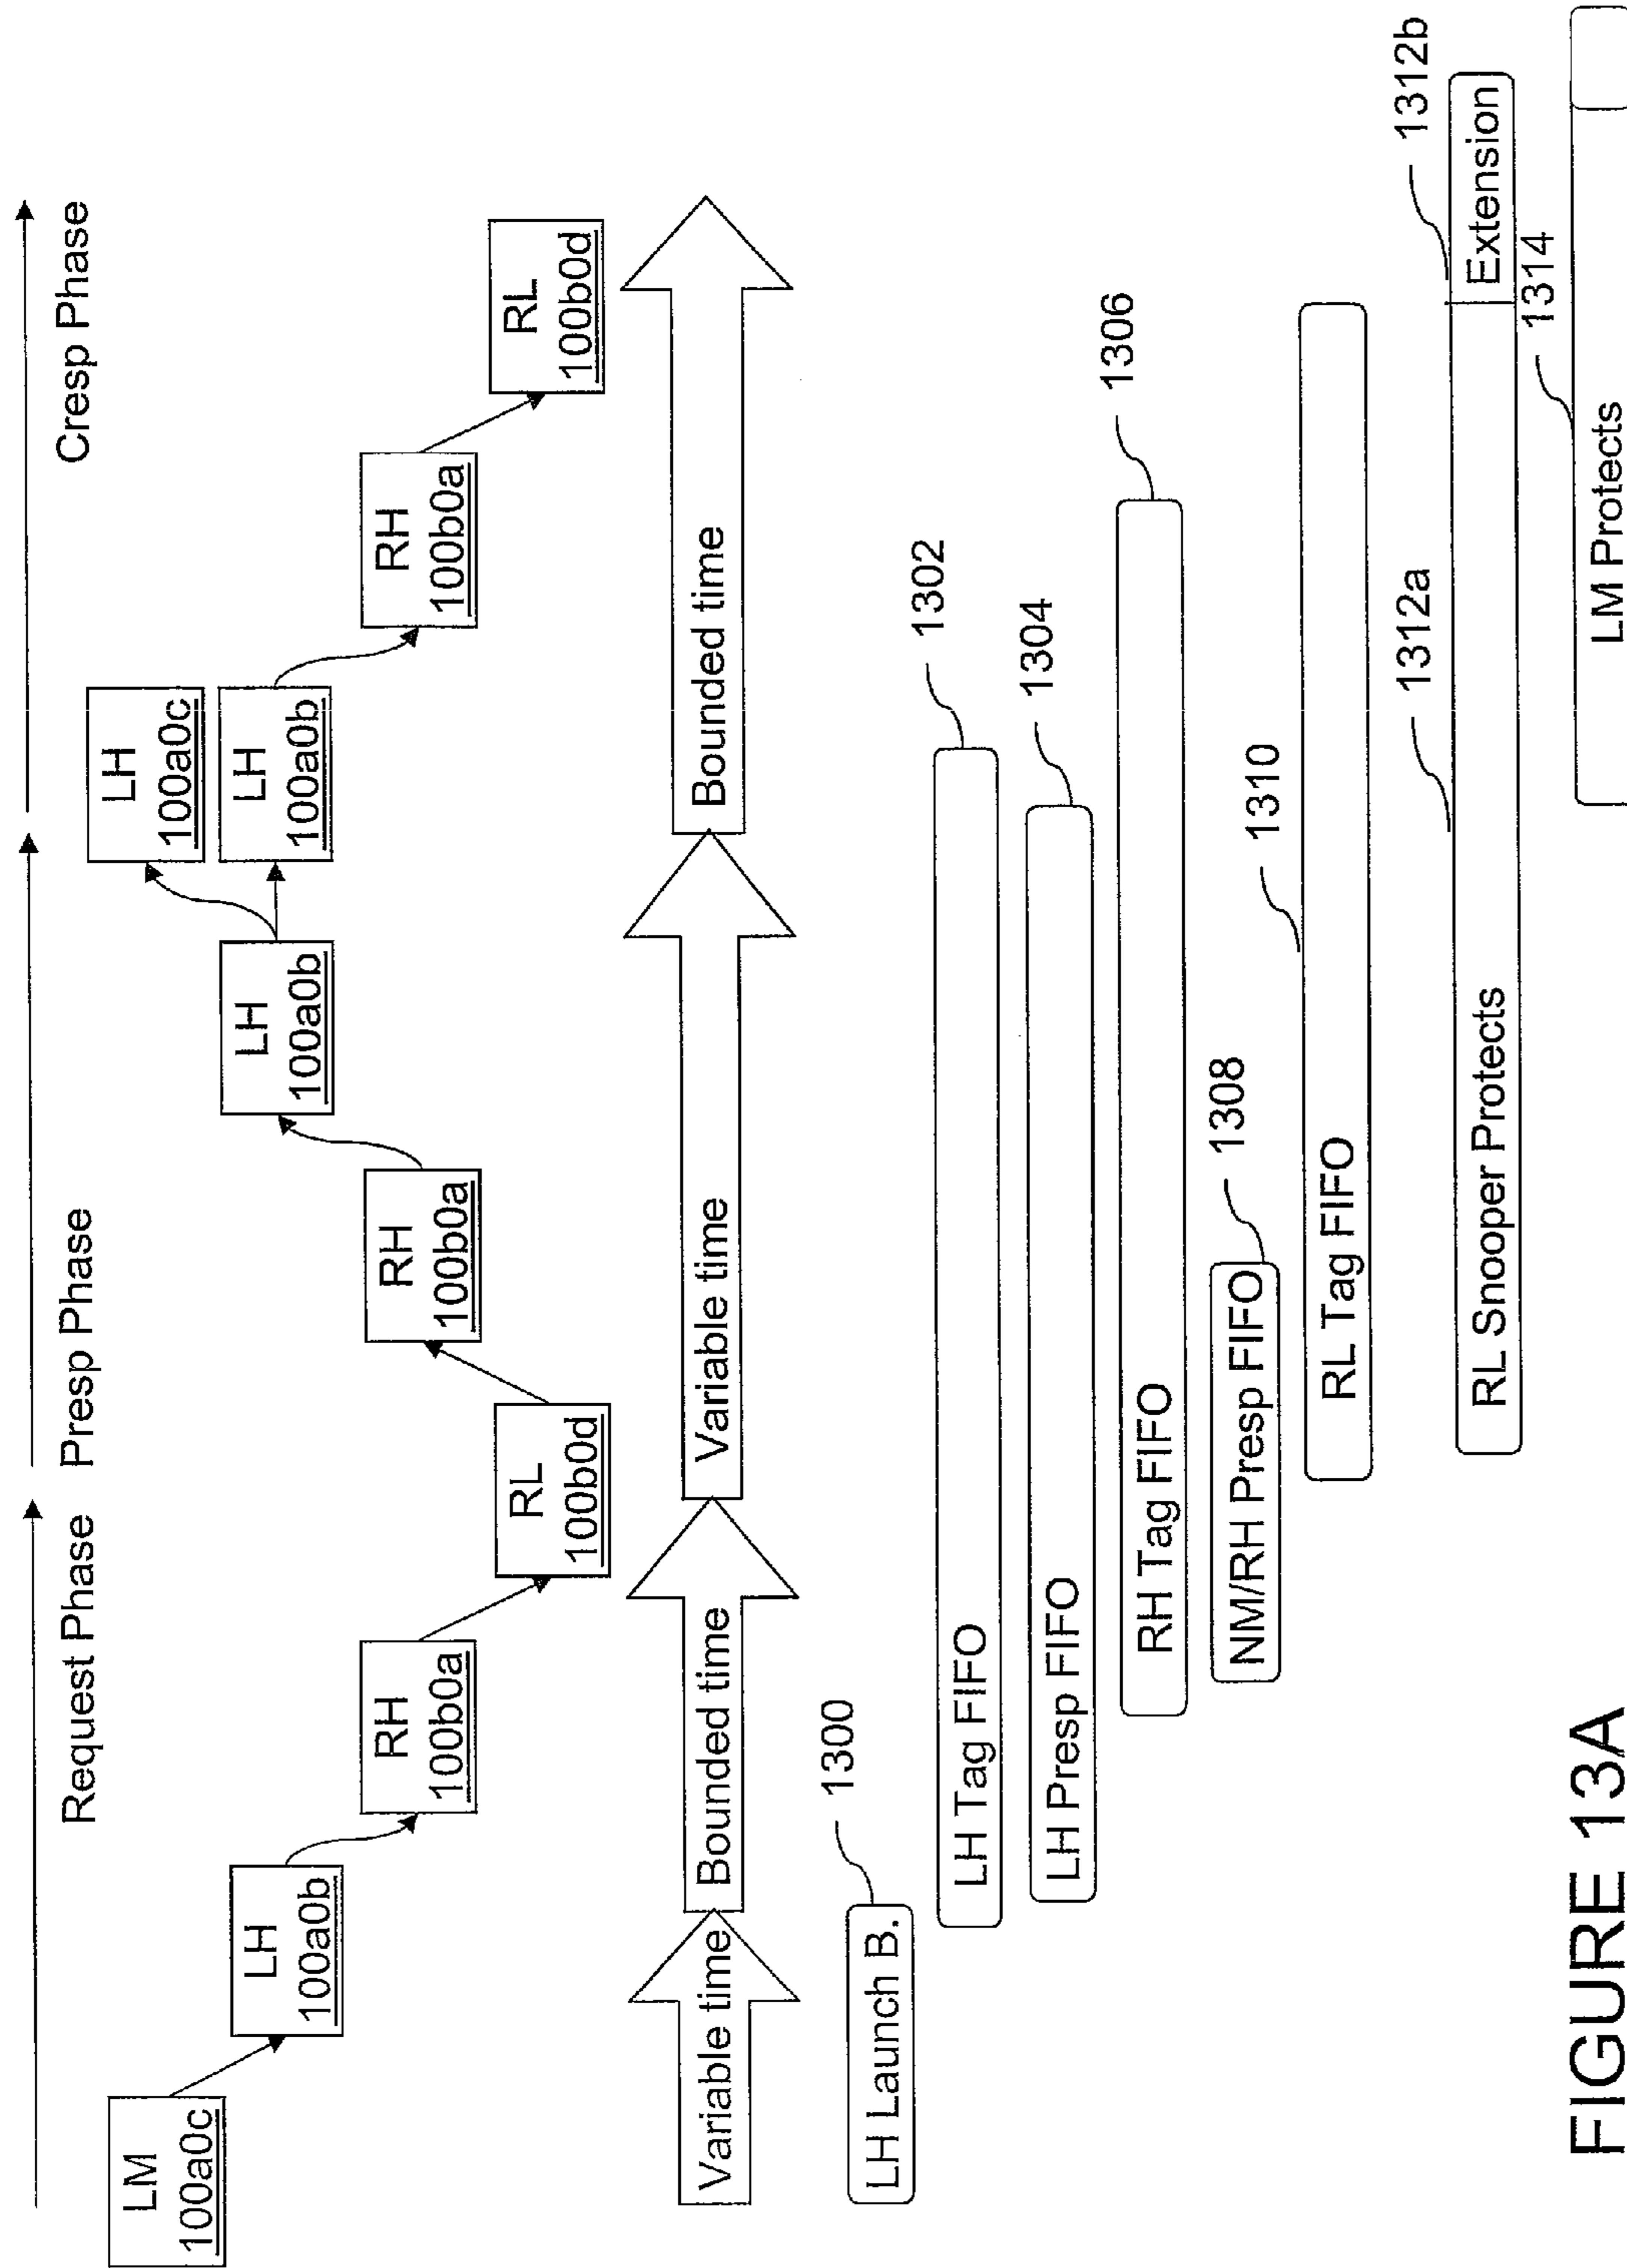 Request Phase
Presp Phase
Cresp Phase
LM
100a0c
LH
100a0b
RH
100b0a
RL
100b0d
RH
100b0a
LH
100a0b
LH
100a0c
LH
100a0b
RH
100b0a
RL
100b0d
Variable time
Bounded time
Variable time
Bounded time
LH Launch B.
1300
LH Tag FIFO
1302
LH Presp FIFO
1304
RH Tag FIFO
1306
NM/RH Presp FIFO
1308
RL Tag FIFO
1310
RL Snooper Protects
1312a
Extension
1312b
LM Protects
1314
FIGURE 13A